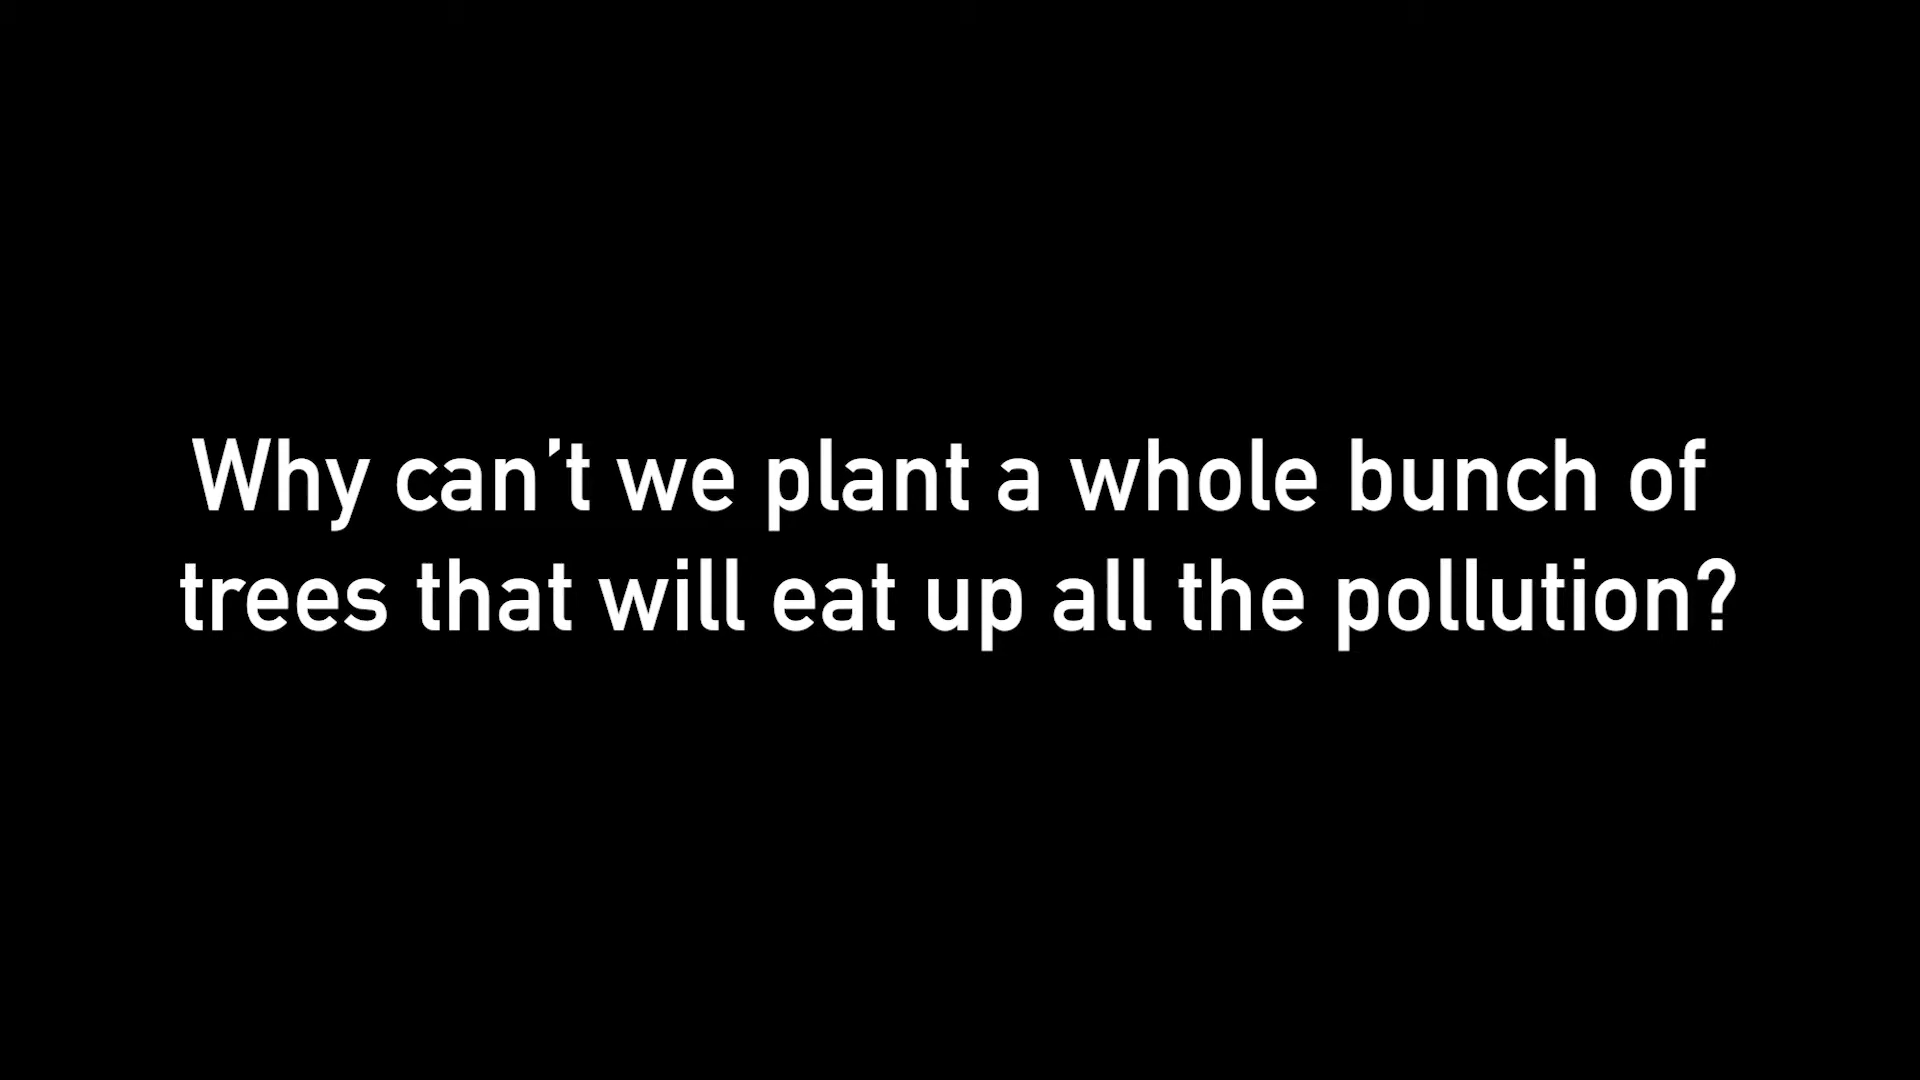 Why can’t we plant a whole bunch of
trees that will eat up all the pollution?